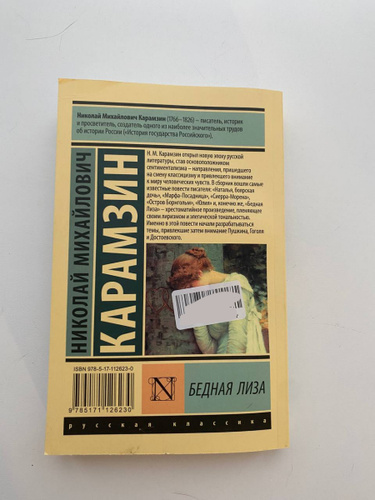 Николай Михайлович Карамзин (1766–1826) – писатель, историк
и просветитель, создатель одного из наиболее значительных трудов
об истории России («История государства Российского»).
Н. М. Карамзин открыл новую эпоху русской
литературы, став основоположником
сентиментализма – направления, пришедшего
на смену классицизму и привлекшего внимание
к миру человеческих чувств. В сборник вошли самые
известные повести писателя: «Наталья, боярская
дочь», «Марфа-Посадница», «Сиерра-Морена»,
«Остров Борнгольм», «Юлия» и, конечно же, «Бедная
Лиза» – хрестоматийное произведение, пленяющее
своим лиризмом и элегической тональностью.
Именно в этой повести начали разрабатываться
темы, привлекшие затем внимание Пушкина, Гоголя
и Достоевского.
НИКОЛАЙ МИХАЙЛОВИЧ
КАРАМЗИН
ISBN 978-5-17-112623-0
9 785171 126230
N
БЕДНАЯ ЛИЗА
русская классика